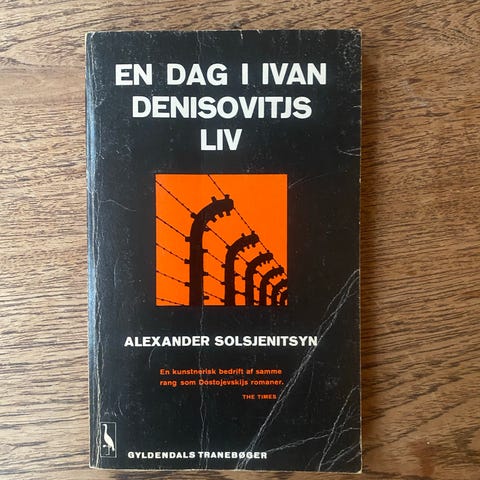 EN DAG I IVAN
DENISOVITJS
LIV
ALEXANDER SOLSJENITSYN
En kunstnerisk bedrift af samme
rang som Dostojevskijs romaner.
THE TIMES
GYLDENDALS TRANEBØGER